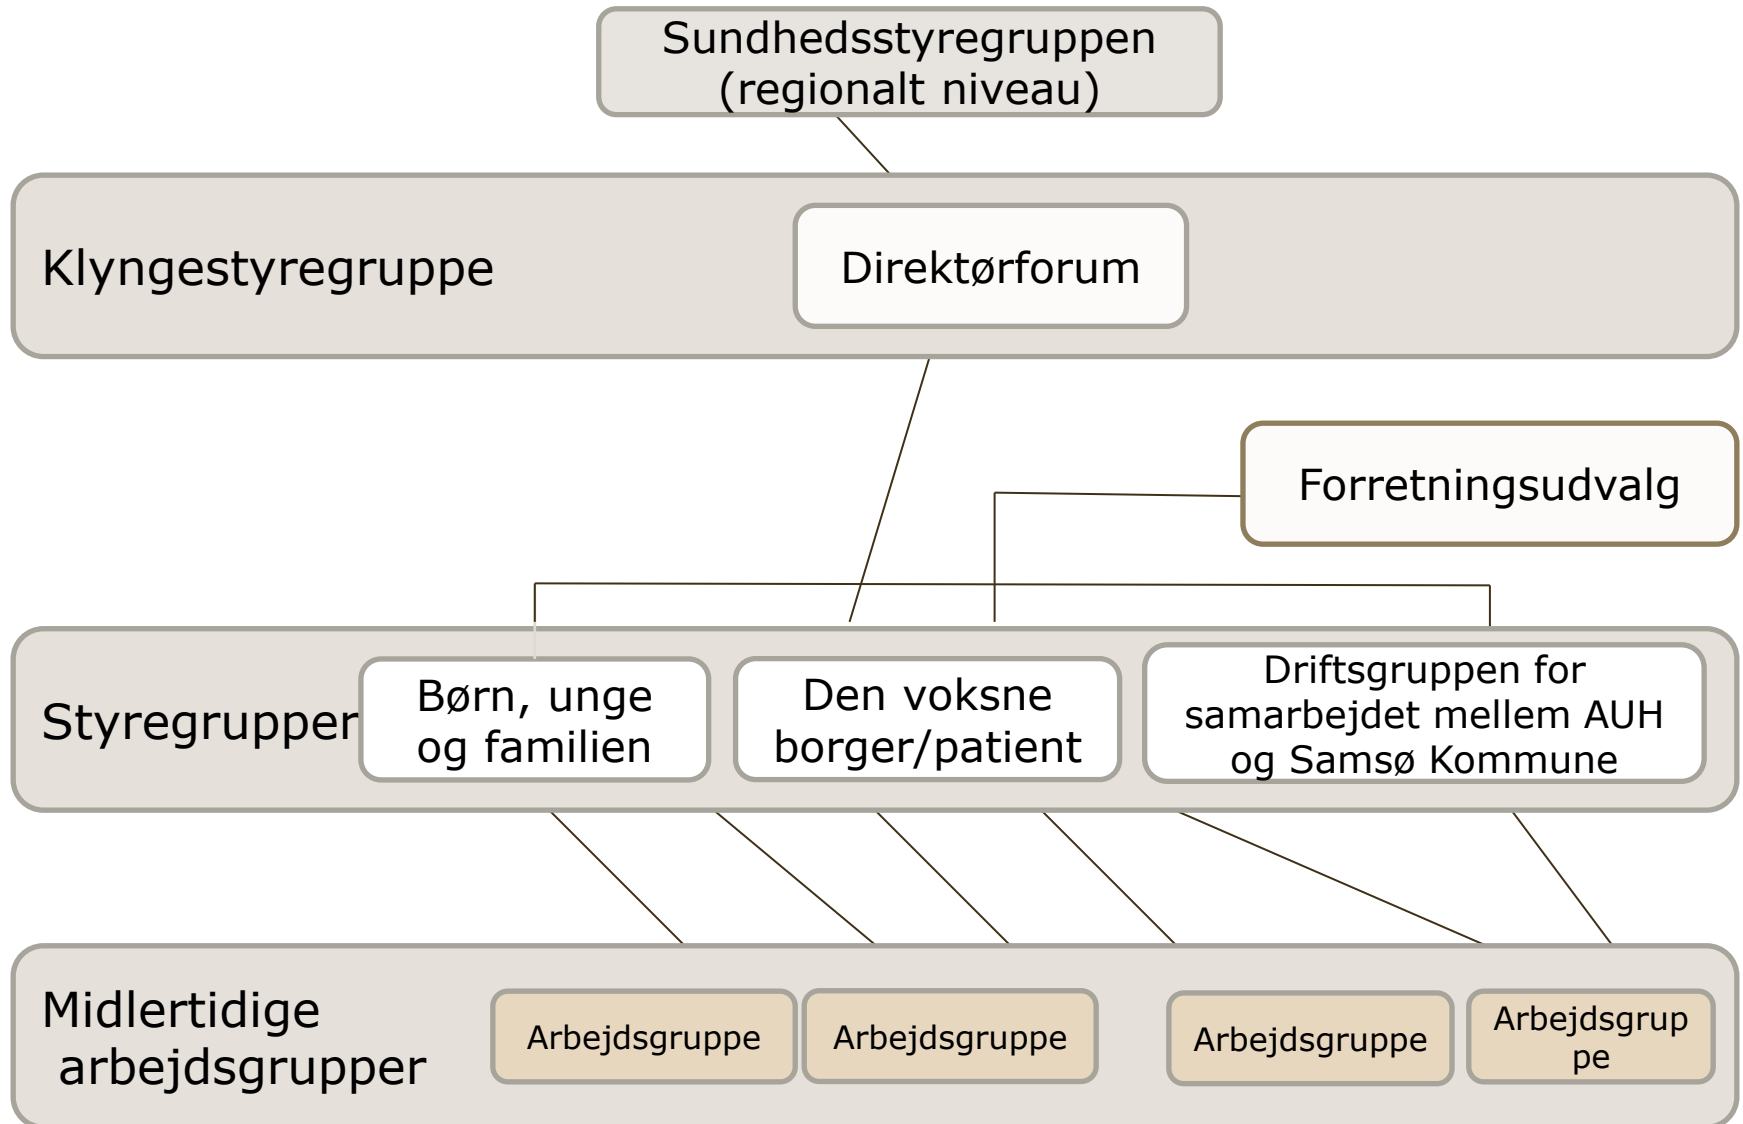 Sundhedsstyregruppen
(regionalt niveau)
Klyngestyregruppe
Direktørforum
Forretningsudvalg
Styregrupper
Børn, unge
og familien
Den voksne
borger/patient
Driftsgruppen for
samarbejdet mellem AUH
og Samsø Kommune
Midlertidige
arbejdsgrupper
Arbejdsgruppe
Arbejdsgruppe
Arbejdsgruppe
Arbejdsgrup
pe